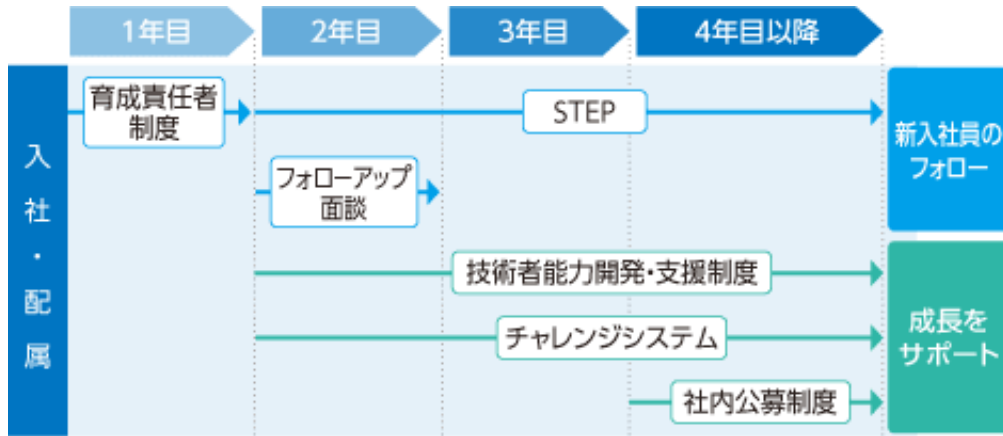 1年目
2年目
3年目
4年目以降
入社・配属
育成責任者
制度
STEP
新入社員の
フォロー
フォローアップ
面談
技術者能力開発・支援制度
チャレンジシステム
成長を
サポート
社内公募制度